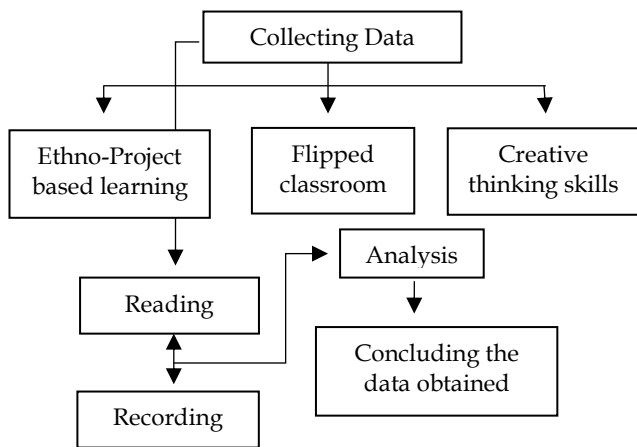 Collecting Data
Ethno-Project
based learning
Flipped
classroom
Creative
thinking skills
Reading
Analysis
Recording
Concluding the
data obtained